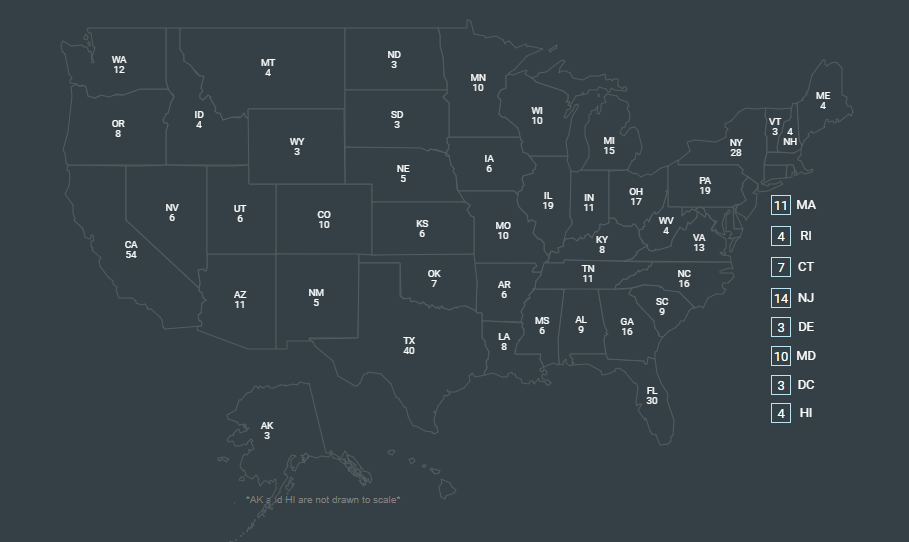 WA
12
OR
8
ID
4
MT
4
WY
3
ND
3
SD
3
NE
5
MN
10
IA
6
WI
10
MI
15
NV
6
UT
6
CO
10
KS
6
CA
54
AZ
11
NM
5
OK
7
TX
40
MO
10
AR
6
LA
8
IL
19
IN
11
OH
17
KY
8
TN
11
MS
6
AL
9
GA
16
FL
30
SC
9
NC
16
VA
13
WV
4
PA
19
NY
28
VT
3
4
NH
ME
4
11 MA
4 RI
7 CT
14 NJ
3 DE
10 MD
3 DC
4 HI
AK
3
*AK and HI are not drawn to scale*